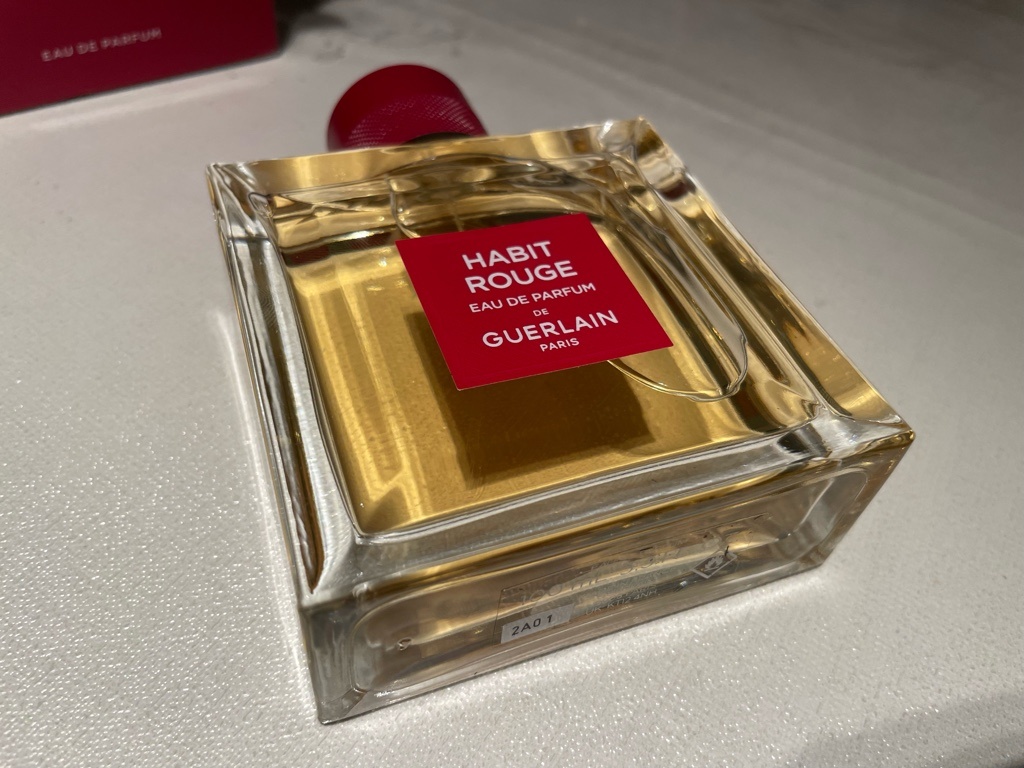 EAU DE PARFUM
HABIT
ROUGE
EAU DE PARFUM
DE
GUERLAIN
PARIS
2A01